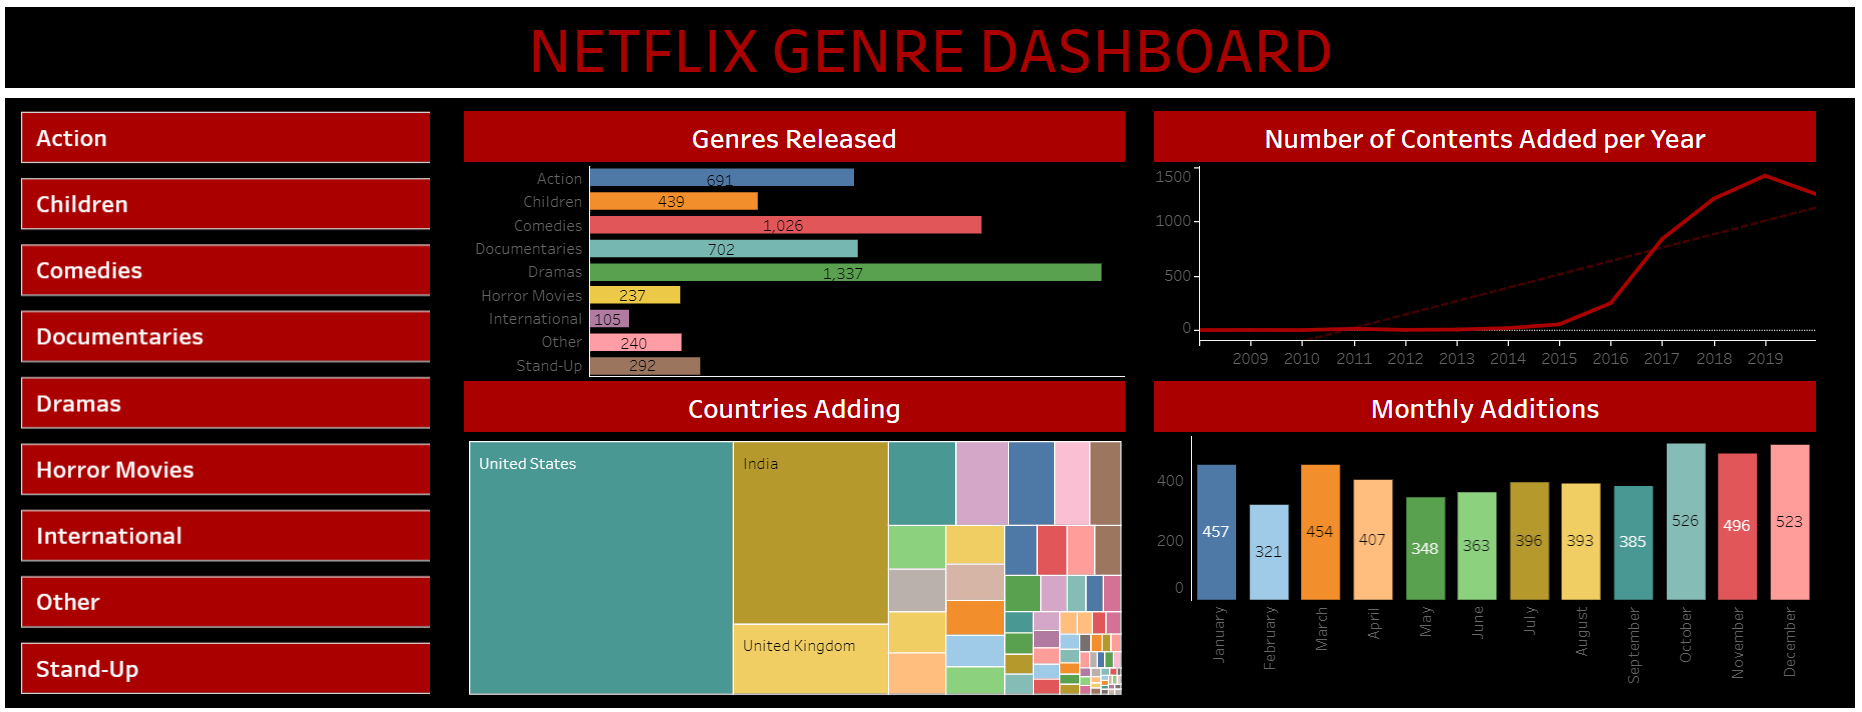 NETFLIX GENRE DASHBOARD
Action
Children
Comedies
Documentaries
Dramas
Horror Movies
International
Other
Stand-Up
Genres Released
Action 691
Children 439
Comedies 1,026
Documentaries 702
Dramas 1,337
Horror Movies 237
International 105
Other 240
Stand-Up 292
Number of Contents Added per Year
1500
1000
500
0
2009 2010 2011 2012 2013 2014 2015 2016 2017 2018 2019
Countries Adding
United States
India
United Kingdom
Monthly Additions
400
200
0
457 321 454 407 348 363 396 393 385 526 496 523
January February March April May June July August September October November December